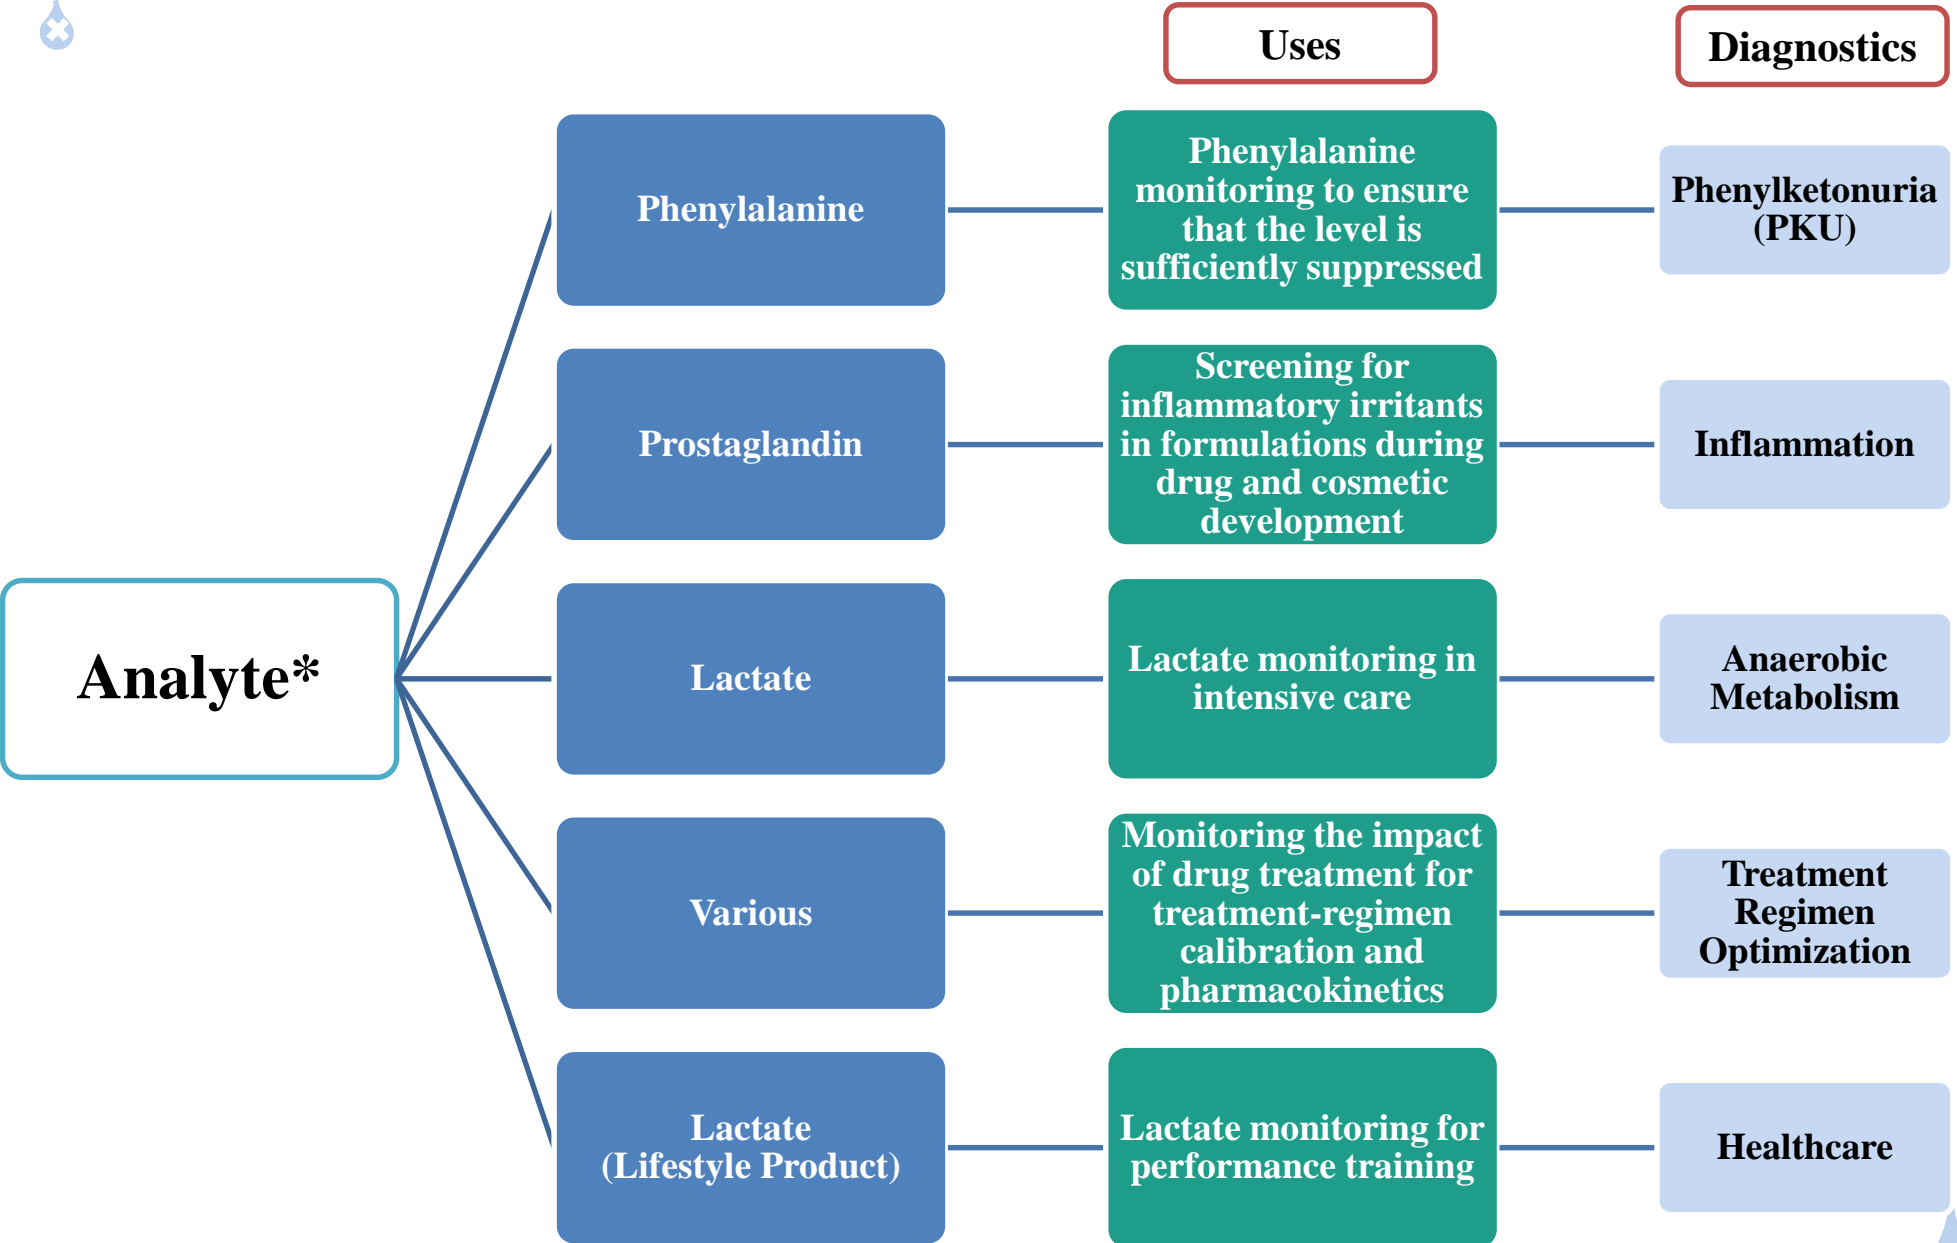 Uses
Diagnostics
Phenylalanine
Phenylalanine
monitoring to ensure
that the level is
sufficiently suppressed
Phenylketonuria
(PKU)
Prostaglandin
Screening for
inflammatory irritants
in formulations during
drug and cosmetic
development
Inflammation
Analyte*
Lactate
Lactate monitoring in
intensive care
Anaerobic
Metabolism
Various
Monitoring the impact
of drug treatment for
treatment-regimen
calibration and
pharmacokinetics
Treatment
Regimen
Optimization
Lactate
(Lifestyle Product)
Lactate monitoring for
performance training
Healthcare